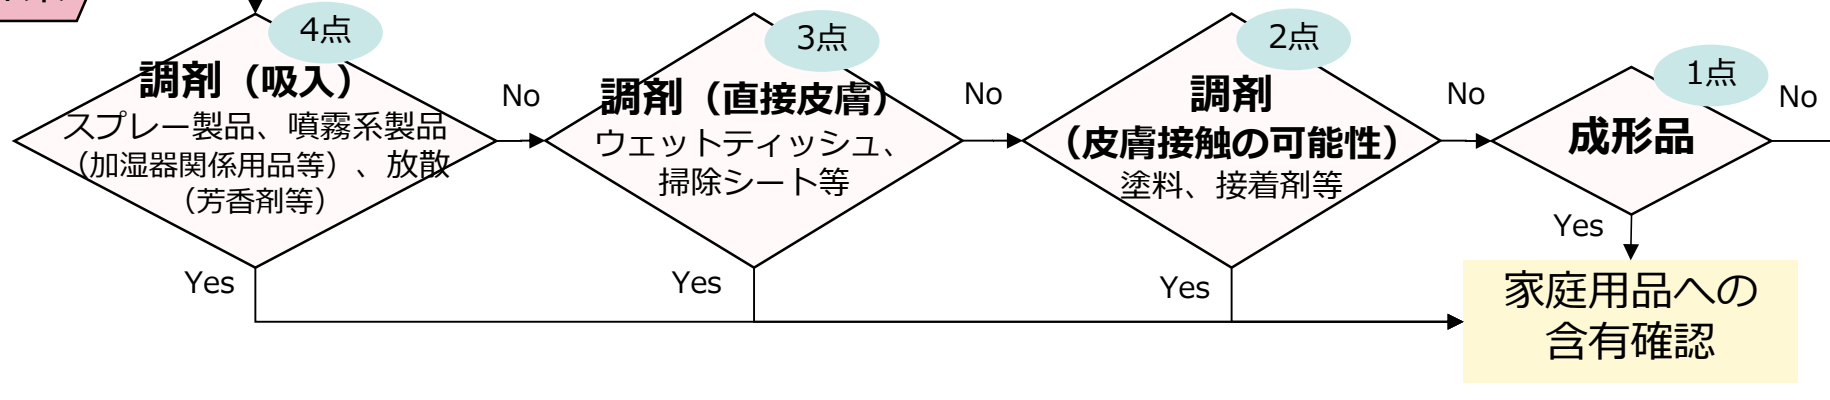 4点
調剤（吸入）
スプレー製品、噴霧系製品
（加湿器関係用品等）、放散
（芳香剤等）
Yes
No
3点
調剤（直接皮膚）
ウェットティッシュ、
掃除シート等
Yes
No
2点
調剤
（皮膚接触の可能性）
塗料、接着剤等
Yes
No
1点
成形品
Yes
No
家庭用品への
含有確認